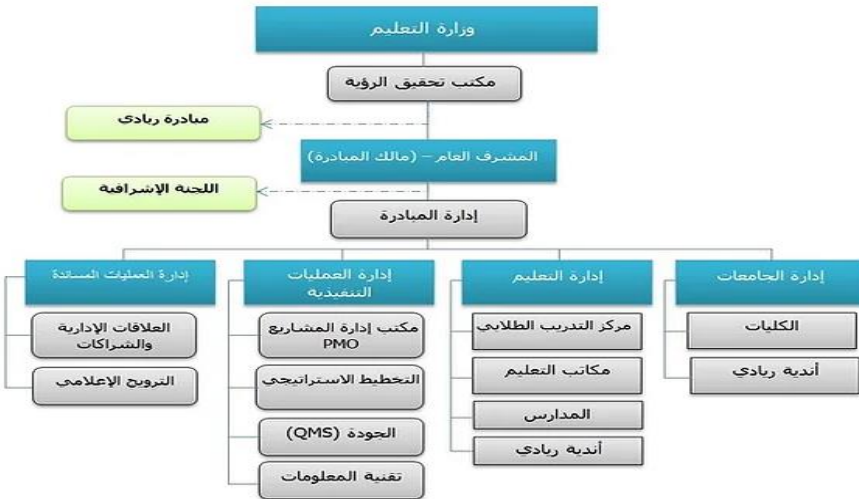 وزارة التعليم
مكتب تحقيق الرؤية
مبادرة ريادي
المشرف العام – (مالك المبادرة)
اللجنة الإشرافية
إدارة المبادرة
إدارة الجامعات
الكليات
أندية ريادي
إدارة التعليم
مركز التدريب الطلابي
مكاتب التعليم
المدارس
أندية ريادي
إدارة العمليات
التنفيذية
مكتب إدارة المشاريع
PMO
التخطيط الاستراتيجي
الجودة (QMS)
تقنية المعلومات
إدارة العمليات المساندة
العلاقات الإدارية
والشراكات
الترويج الإعلامي